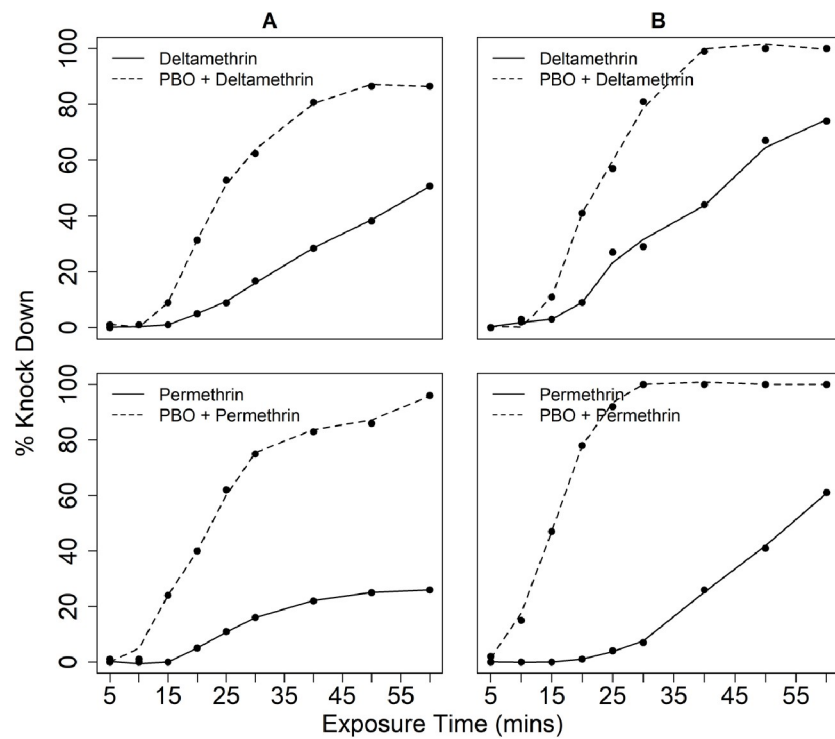 A
B
Deltamethrin
PBO + Deltamethrin
Deltamethrin
PBO + Deltamethrin
100
80
60
40
20
0
Permethrin
PBO + Permethrin
Permethrin
PBO + Permethrin
100
80
60
40
20
0
% Knock Down
5 15 25 35 45 55
5 15 25 35 45 55
Exposure Time (mins)